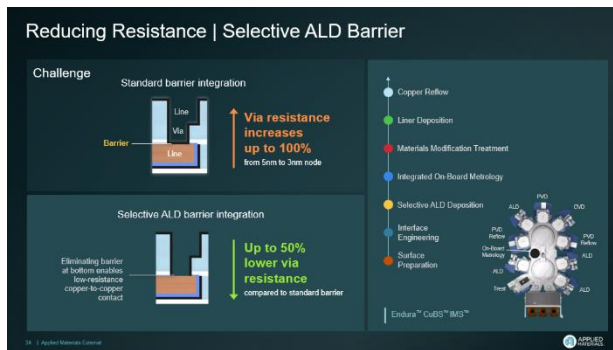 Reducing Resistance | Selective ALD Barrier
Challenge
Standard barrier integration
Line
Via
Barrier
Line
Via resistance
increases
up to 100%
from 5nm to 3nm node
Selective ALD barrier integration
Eliminating barrier
at bottom enables
low-resistance
copper-to-copper
contact
Up to 50%
lower via
resistance
compared to standard barrier
Copper Reflow
Liner Deposition
Materials Modification Treatment
Integrated On-Board Metrology
Selective ALD Deposition
Interface
Engineering
Surface
Preparation
PVD
ALD
CVD
PVD
Reflow
PVD
Reflow
On-Board
Metrology
ALD
ALD
Treat
ALD
Endura™ CuBS™ IMS™
24 | Applied Materials External
APPLIED
MATERIALS